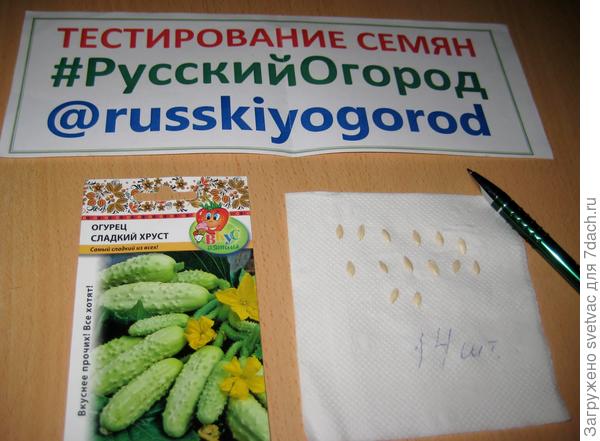 ТЕСТИРОВАНИЕ СЕМЯН
#РусскийОгород
@russkiyogorod
ОГУРЕЦ
СЛАДКИЙ ХРУСТ
Самый сладкий из всех!
Вкуснее прочих! Все хотят!
14 шт.
Загружено svetvac для 7dach.ru